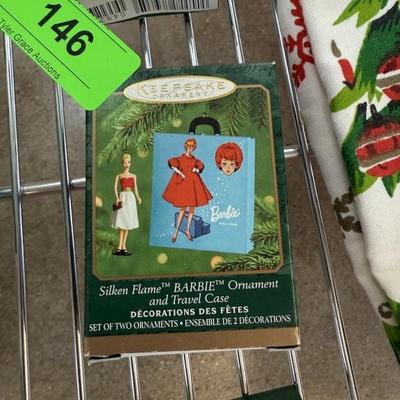 146
Tyler Grace Auctions
KEEPSAKE
ORNAMENT
Barbie
Silken Flame™ BARBIE™ Ornament
and Travel Case
DÉCORATIONS DES FÊTES
SET OF TWO ORNAMENTS • ENSEMBLE DE 2 DÉCORATIONS